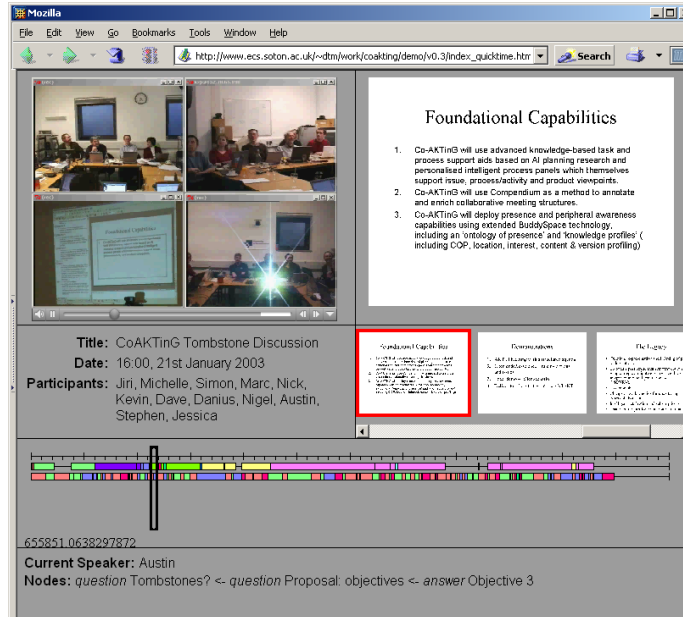 Mozilla
File Edit View Go Bookmarks Tools Window Help
http://www.ecs.soton.ac.uk/~dtm/work/coakting/demo/v0.3/index_quicktime.htm Search
Foundational Capabilities
1. Co-AKTinG will use advanced knowledge-based task and
process support aids based on AI planning research and
personalised intelligent process panels which themselves
support issue, process/activity and product viewpoints.
2. Co-AKTinG will use Compendium as a method to annotate
and enrich collaborative meeting structures.
3. Co-AKTinG will deploy presence and peripheral awareness
capabilities using extended BuddySpace technology,
including an 'ontology of presence' and 'knowledge profiles' (
including COP, location, interest, content & version profiling)
Foundational Capabilities
Title: CoAKTinG Tombstone Discussion
Date: 16:00, 21st January 2003
Participants: Jiri, Michelle, Simon, Marc, Nick,
Kevin, Dave, Danius, Nigel, Austin,
Stephen, Jessica
Foundational Capabilities
655851.0638297872
Current Speaker: Austin
Nodes: question Tombstones? <- question Proposal: objectives <- answer Objective 3